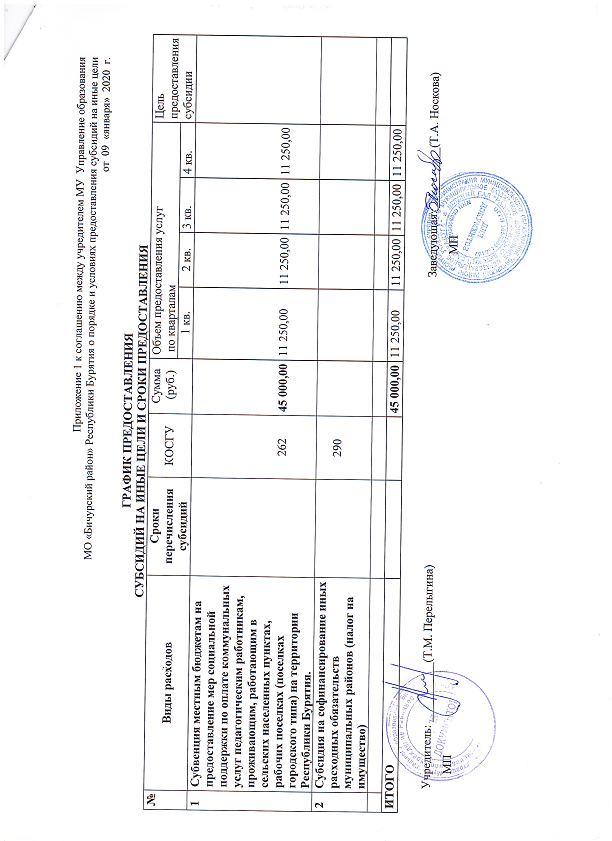 Приложение 1 к соглашению между учредителем МУ Управление образования
МО «Бичурский район» Республики Бурятия о порядке и условиях предоставления субсидий на иные цели
от 09 «января» 2020 г.
ГРАФИК ПРЕДОСТАВЛЕНИЯ
СУБСИДИЙ НА ИНЫЕ ЦЕЛИ И СРОКИ ПРЕДОСТАВЛЕНИЯ
№
Виды расходов
Сроки
перечисления
субсидий
КОСГУ
Сумма
(руб.)
Объем предоставления услуг
по кварталам
1 кв.
2 кв.
3 кв.
4 кв.
Цель
предоставления
субсидии
1
Субвенция местным бюджетам на
предоставление мер социальной
поддержки по оплате коммунальных
услуг педагогическим работникам,
проживающим, работающим в
сельских населенных пунктах,
рабочих поселках (поселках
городского типа) на территории
Республики Бурятия.
262
45 000,00
11 250,00
11 250,00
11 250,00
11 250,00
2
Субсидия на софинансирование иных
расходных обязательств
муниципальных районов (налог на
имущество)
290
ИТОГО
45 000,00
11 250,00
11 250,00
11 250,00
11 250,00
Учредитель:
(Т.М. Перелыгина)
МП
Заведующая
(Т.А. Носкова)
МП